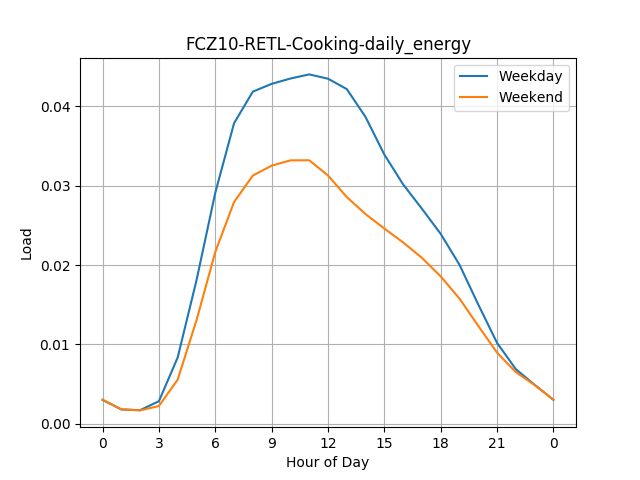 FCZ10-RETL-Cooking-daily_energy
Weekday
Weekend
Load
0.04
0.03
0.02
0.01
0.00
0 3 6 9 12 15 18 21 0
Hour of Day